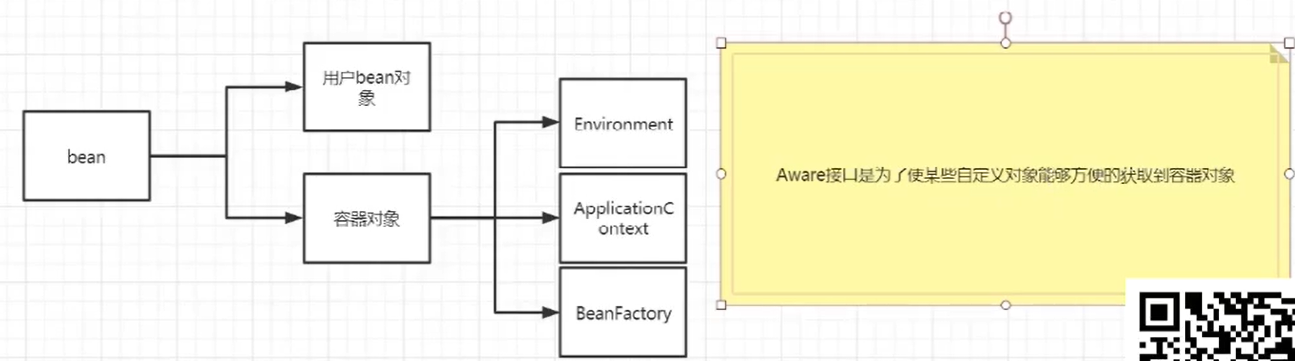 bean
用户bean对
象
容器对象
Environment
ApplicationC
ontext
BeanFactory
Aware接口是为了使某些自定义对象能够方便的获取到容器对象